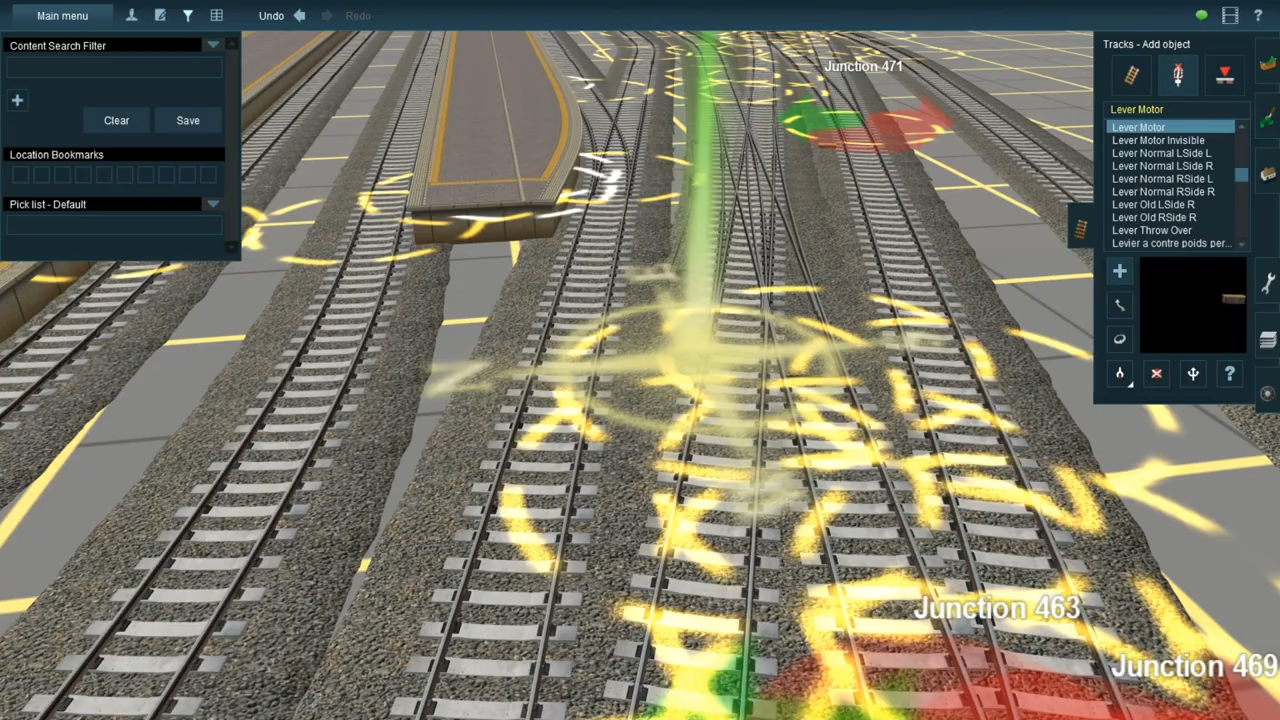 Main menu
Undo
Redo
?
Content Search Filter
Clear
Save
Location Bookmarks
Pick list - Default
Junction 471
Junction 463
Junction 469
Tracks - Add object
Lever Motor
Lever Motor
Lever Motor Invisible
Lever Normal LSide L
Lever Normal LSide R
Lever Normal RSide L
Lever Normal RSide R
Lever Old LSide R
Lever Old RSide R
Lever Throw Over
Levier a contre poids per...
?